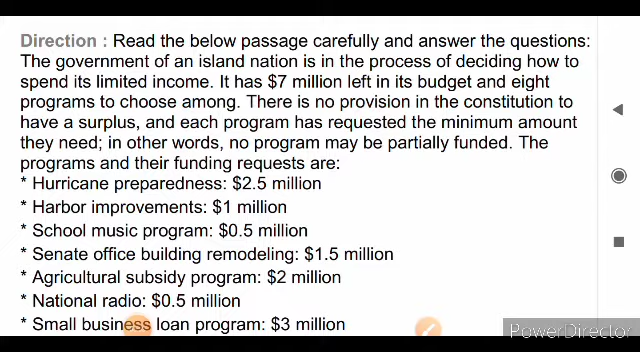 Direction : Read the below passage carefully and answer the questions:
The government of an island nation is in the process of deciding how to
spend its limited income. It has $7 million left in its budget and eight
programs to choose among. There is no provision in the constitution to
have a surplus, and each program has requested the minimum amount
they need; in other words, no program may be partially funded. The
programs and their funding requests are:
* Hurricane preparedness: $2.5 million
* Harbor improvements: $1 million
* School music program: $0.5 million
* Senate office building remodeling: $1.5 million
* Agricultural subsidy program: $2 million
* National radio: $0.5 million
* Small business loan program: $3 million
PowerDirector